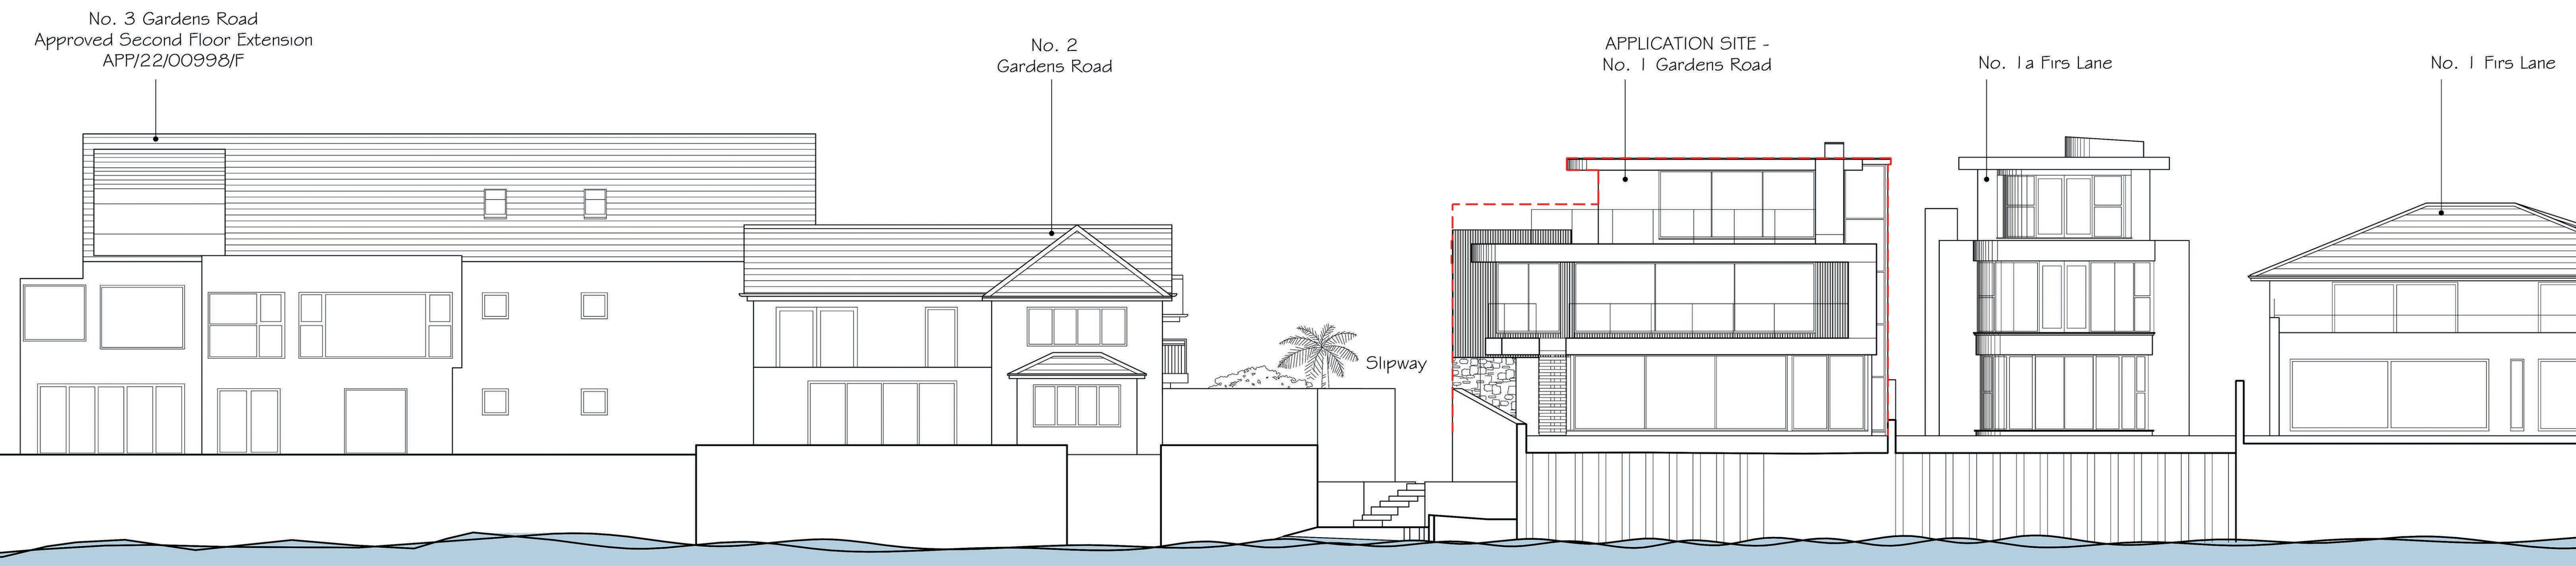 No. 3 Gardens Road
Approved Second Floor Extension
APP/22/00998/F
No. 2
Gardens Road
APPLICATION SITE -
No. 1 Gardens Road
No. 1a Firs Lane
No. 1 Firs Lane
Slipway